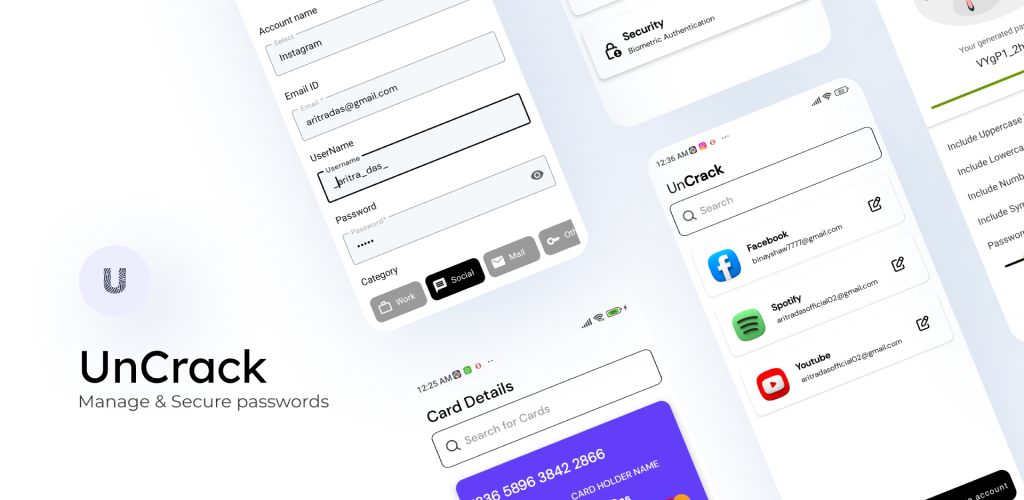 UnCrack
Manage & Secure passwords
Account name
Select
Instagram
Email ID
Email *
aritradas@gmail.com
UserName
Username
_aritra_das_
Password
Password*
•••••
Category
Work
Social
Mail
Security
Biometric Authentication
12:25 AM
Card Details
Search for Cards
5896 3842 2866
CARD HOLDER NAME
12:36 AM
UnCrack
Search
Facebook
binayshaw7777@gmail.com
Spotify
aritradasofficial02@gmail.com
Youtube
aritradasofficial02@gmail.com
account
Your generated pa
VYgP1_2h
Include Uppercase
Include Lowerca
Include Numb
Include Sym
Password